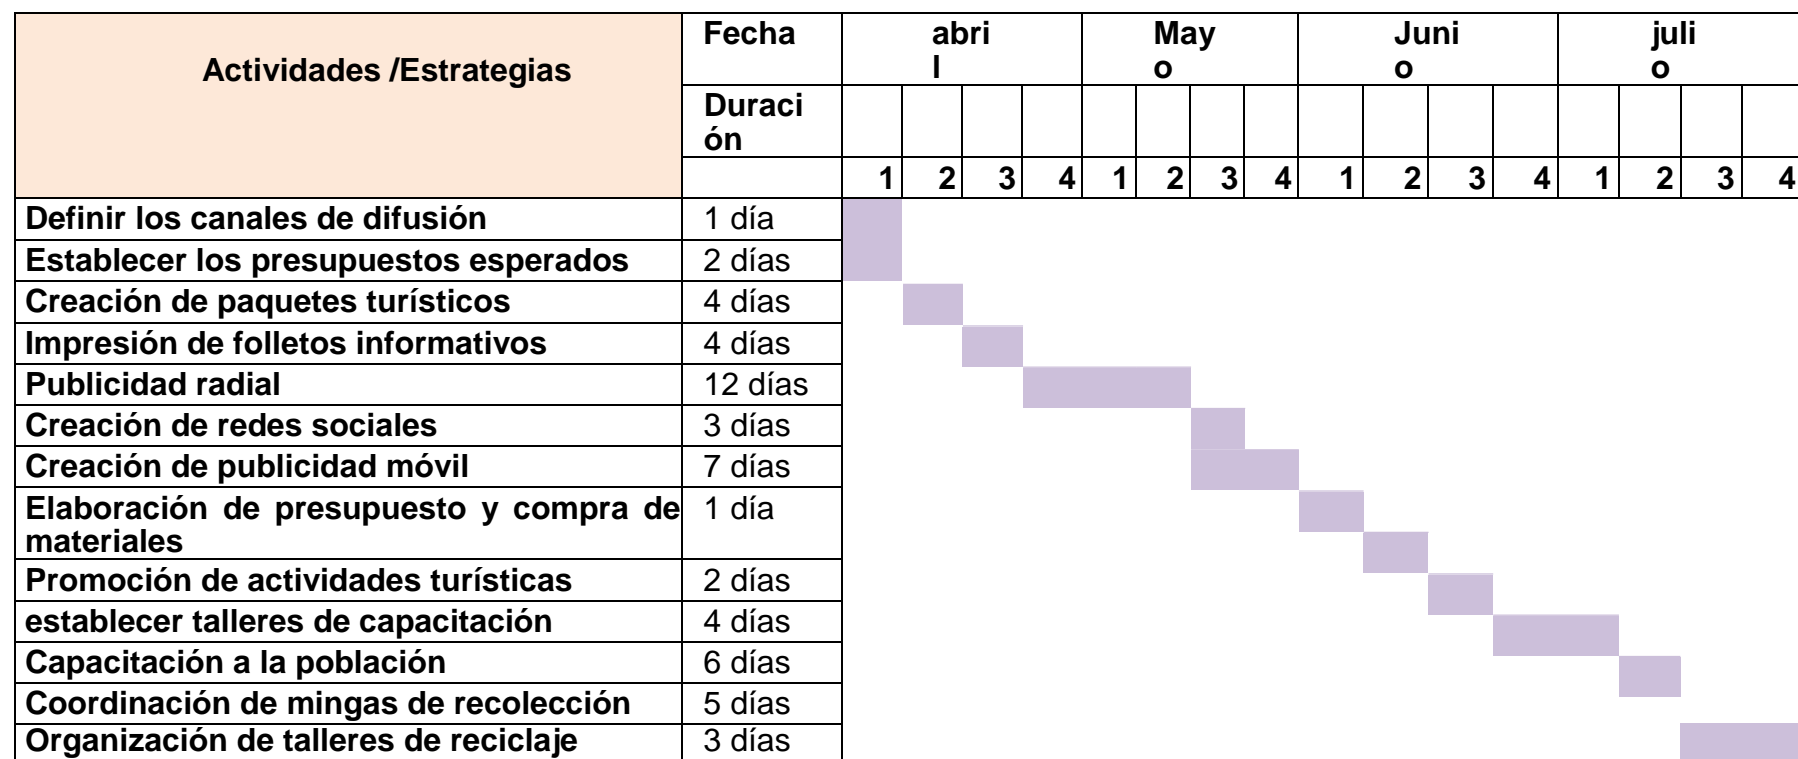 Actividades /Estrategias
Fecha
abri
l
May
o
Juni
o
juli
o
Duraci
ón
1 2 3 4 1 2 3 4 1 2 3 4 1 2 3 4
Definir los canales de difusión 1 día
Establecer los presupuestos esperados 2 días
Creación de paquetes turísticos 4 días
Impresión de folletos informativos 4 días
Publicidad radial 12 días
Creación de redes sociales 3 días
Creación de publicidad móvil 7 días
Elaboración de presupuesto y compra de 1 día
materiales
Promoción de actividades turísticas 2 días
establecer talleres de capacitación 4 días
Capacitación a la población 6 días
Coordinación de mingas de recolección 5 días
Organización de talleres de reciclaje 3 días